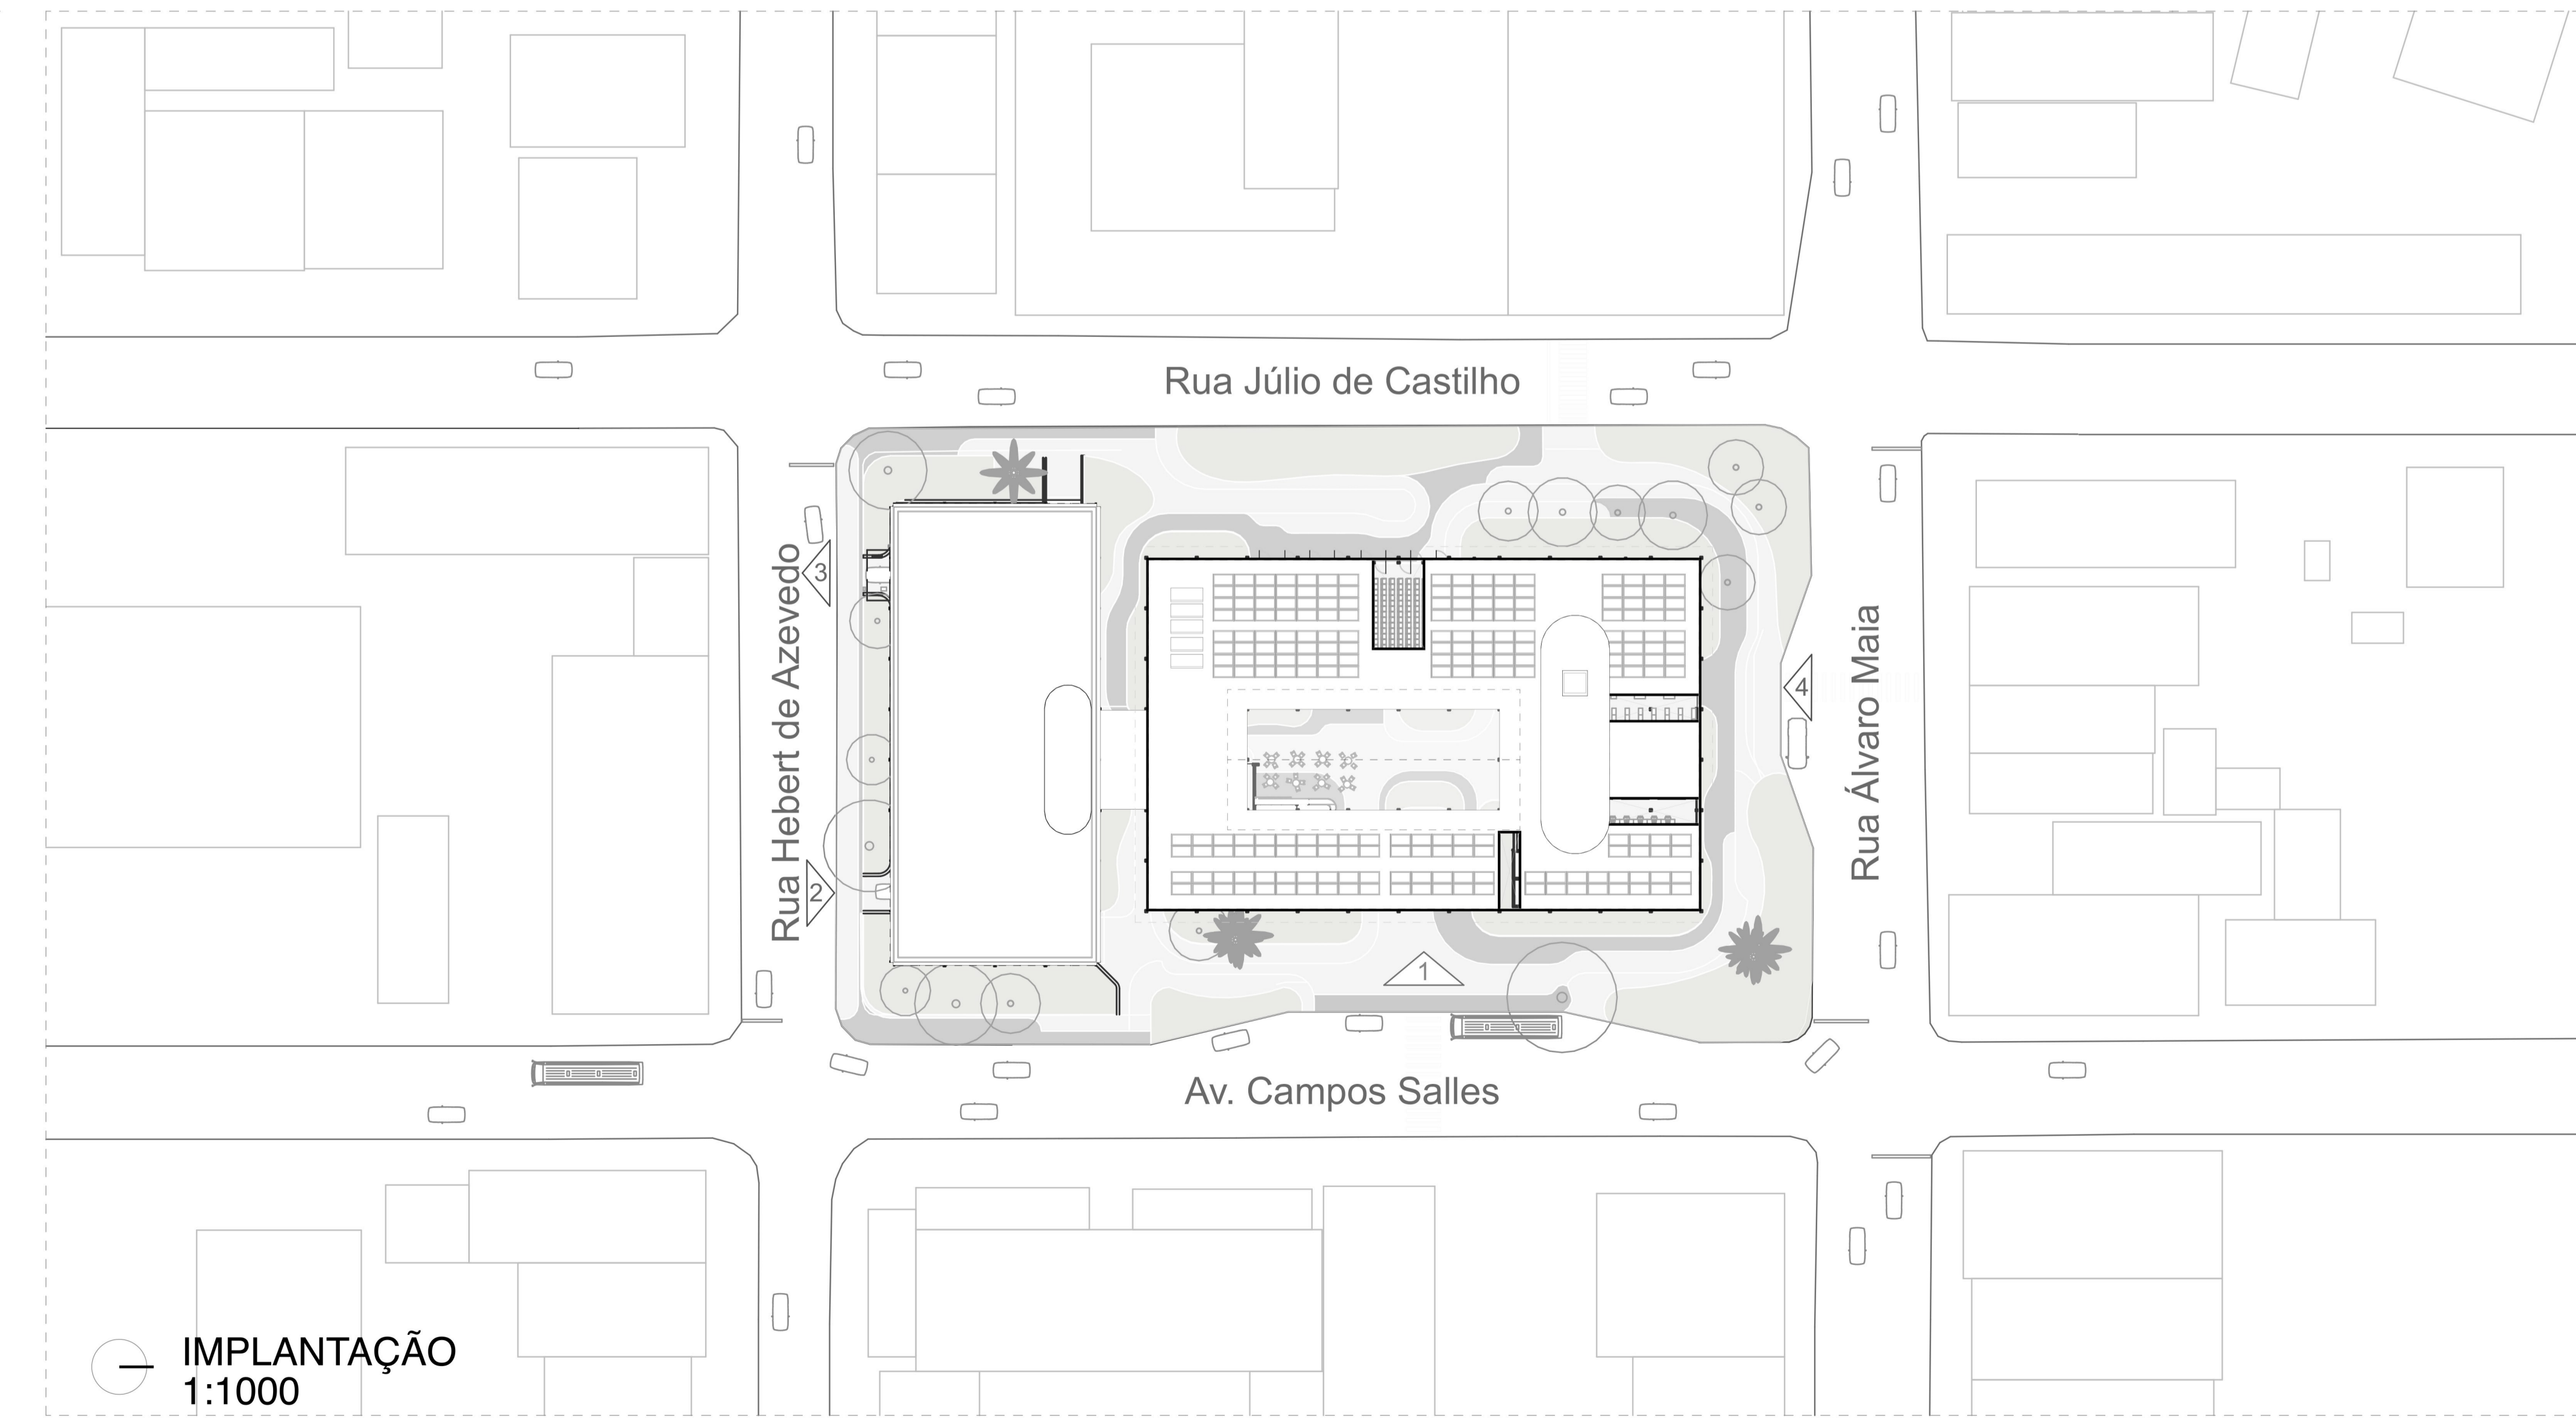 Rua Júlio de Castilho
Rua Hebert de Azevedo
3
2
1
4
Rua Álvaro Maia
Av. Campos Salles
IMPLANTAÇÃO
1:1000